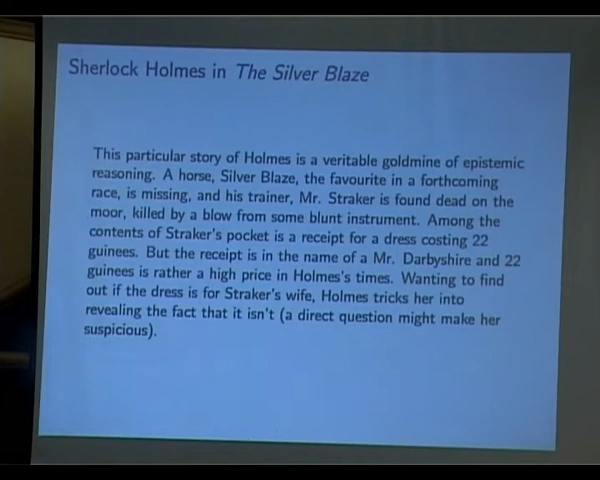 Sherlock Holmes in The Silver Blaze
This particular story of Holmes is a veritable goldmine of epistemic
reasoning. A horse, Silver Blaze, the favourite in a forthcoming
race, is missing, and his trainer, Mr. Straker is found dead on the
moor, killed by a blow from some blunt instrument. Among the
contents of Straker's pocket is a receipt for a dress costing 22
guinees. But the receipt is in the name of a Mr. Darbyshire and 22
guinees is rather a high price in Holmes's times. Wanting to find
out if the dress is for Straker's wife, Holmes tricks her into
revealing the fact that it isn't (a direct question might make her
suspicious).